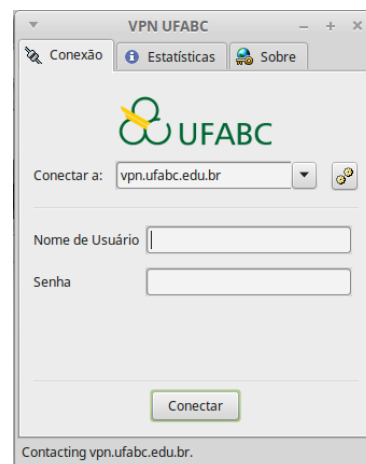 VPN UFABC
Conexão Estatísticas Sobre
UFABC
Conectar a: vpn.ufabc.edu.br
Nome de Usuário
Senha
Conectar
Contacting vpn.ufabc.edu.br.